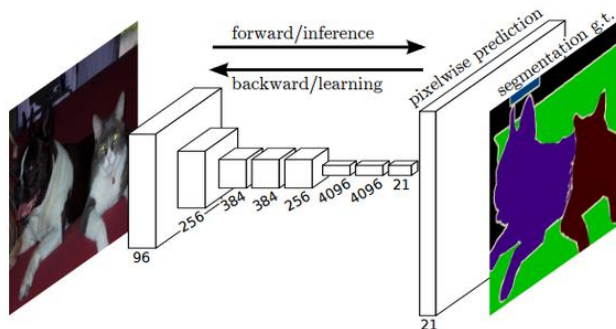 forward/inference
backward/learning
pixelwise prediction
segmentation g.t.
96
256
384
384
256
4096
4096
21
21